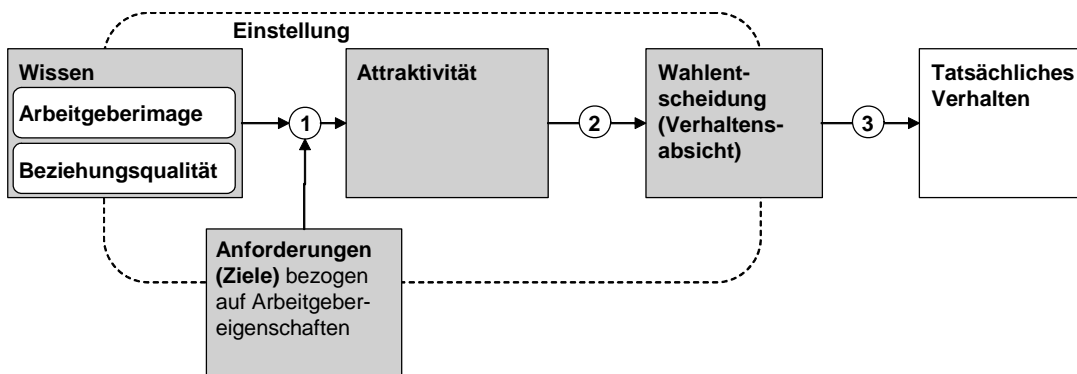 Einstellung
Wissen
Arbeitgeberimage
Beziehungsqualität
1
Attraktivität
2
Wahlent-
scheidung
(Verhaltens-
absicht)
3
Tatsächliches
Verhalten
Anforderungen
(Ziele) bezogen
auf Arbeitgeber-
eigenschaften